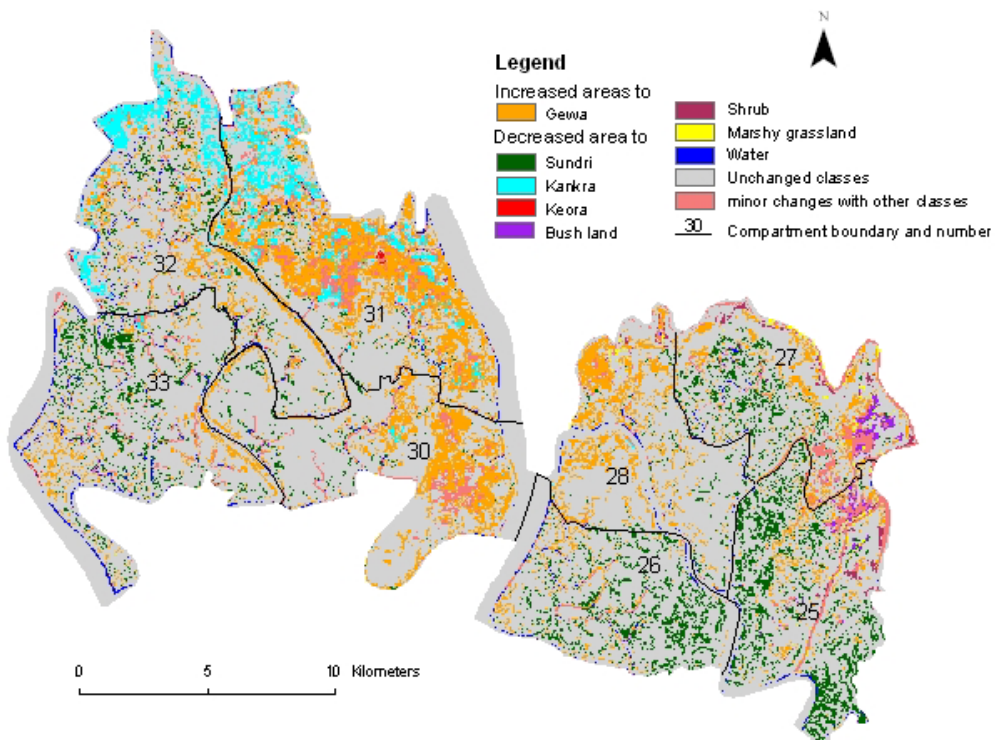 N
Legend
Increased areas to
Gewa
Decreased area to
Sundri
Kankra
Keora
Bush land
Shrub
Marshy grassland
Water
Unchanged classes
minor changes with other classes
30 Compartment boundary and number
32
31
33
30
27
28
26
25
0 5 10 Kilometers